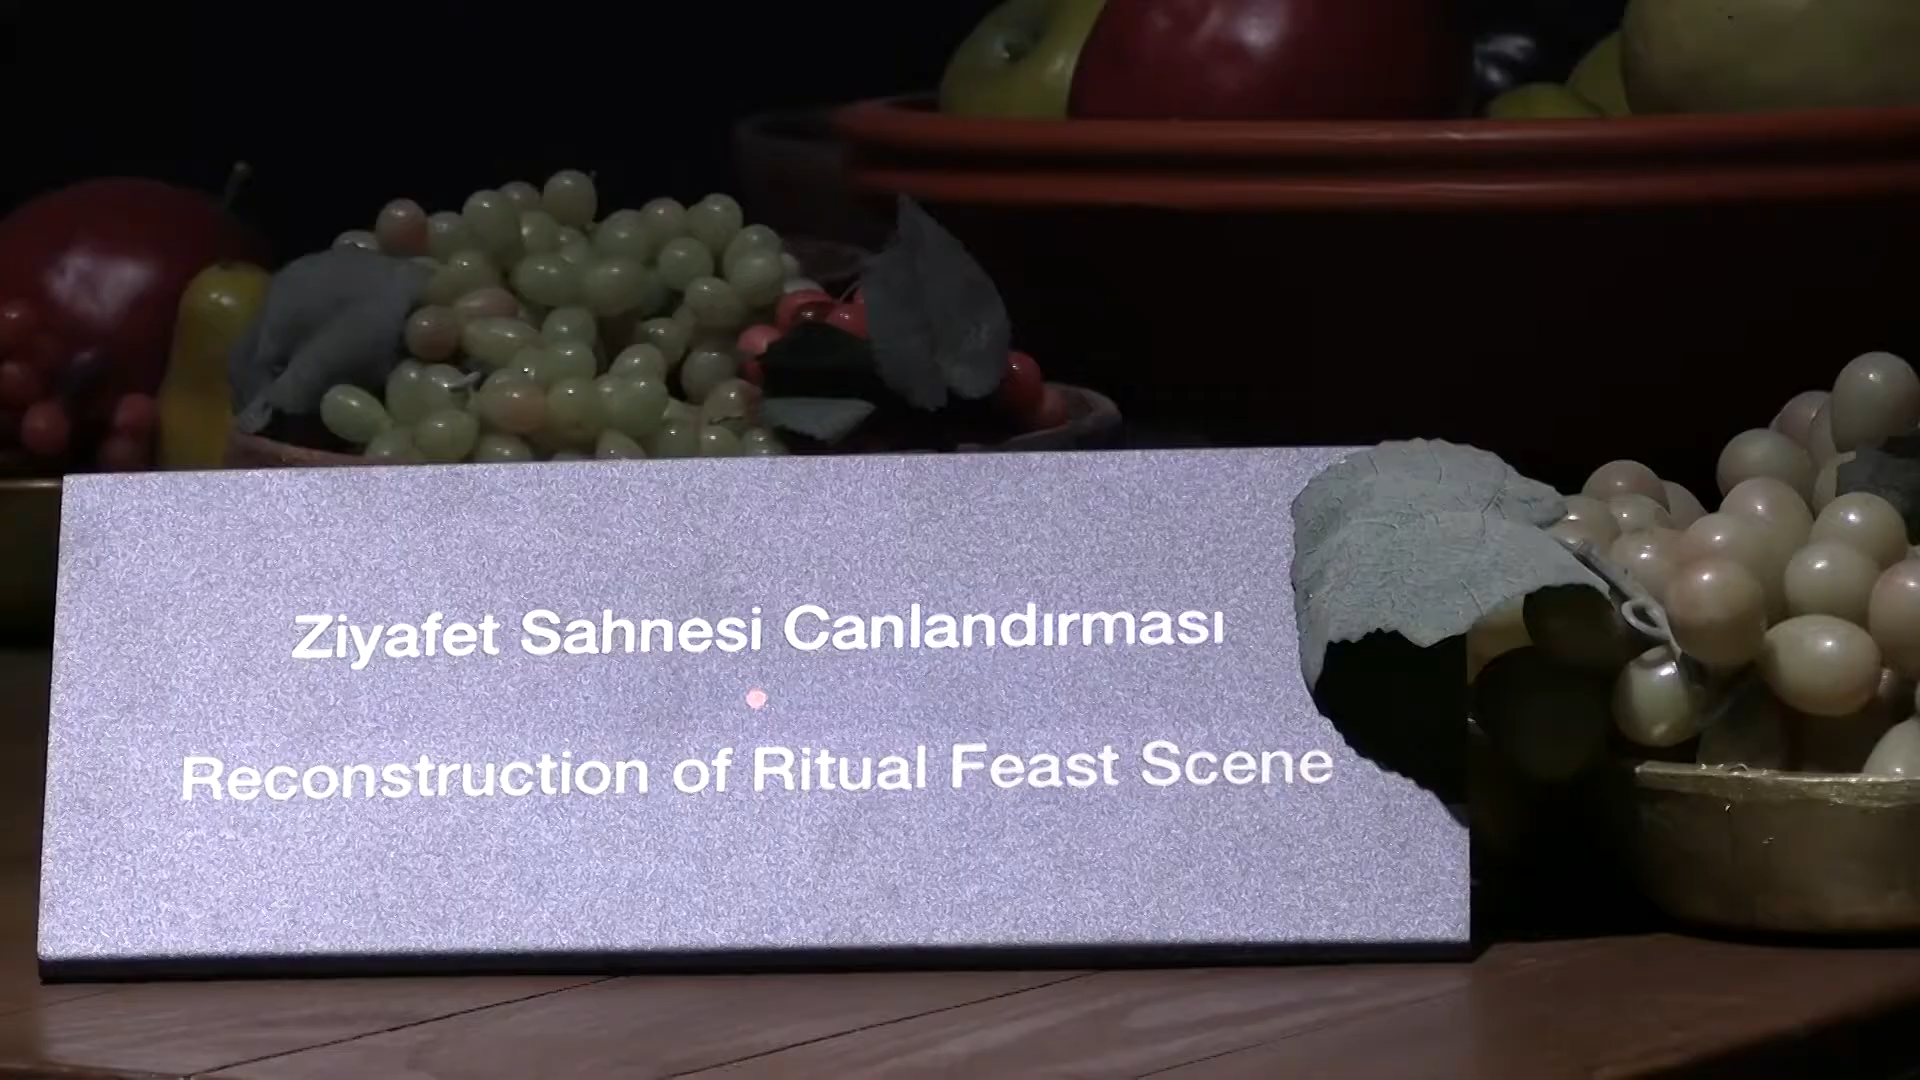 Ziyafet Sahnesi Canlandırması
Reconstruction of Ritual Feast Scene